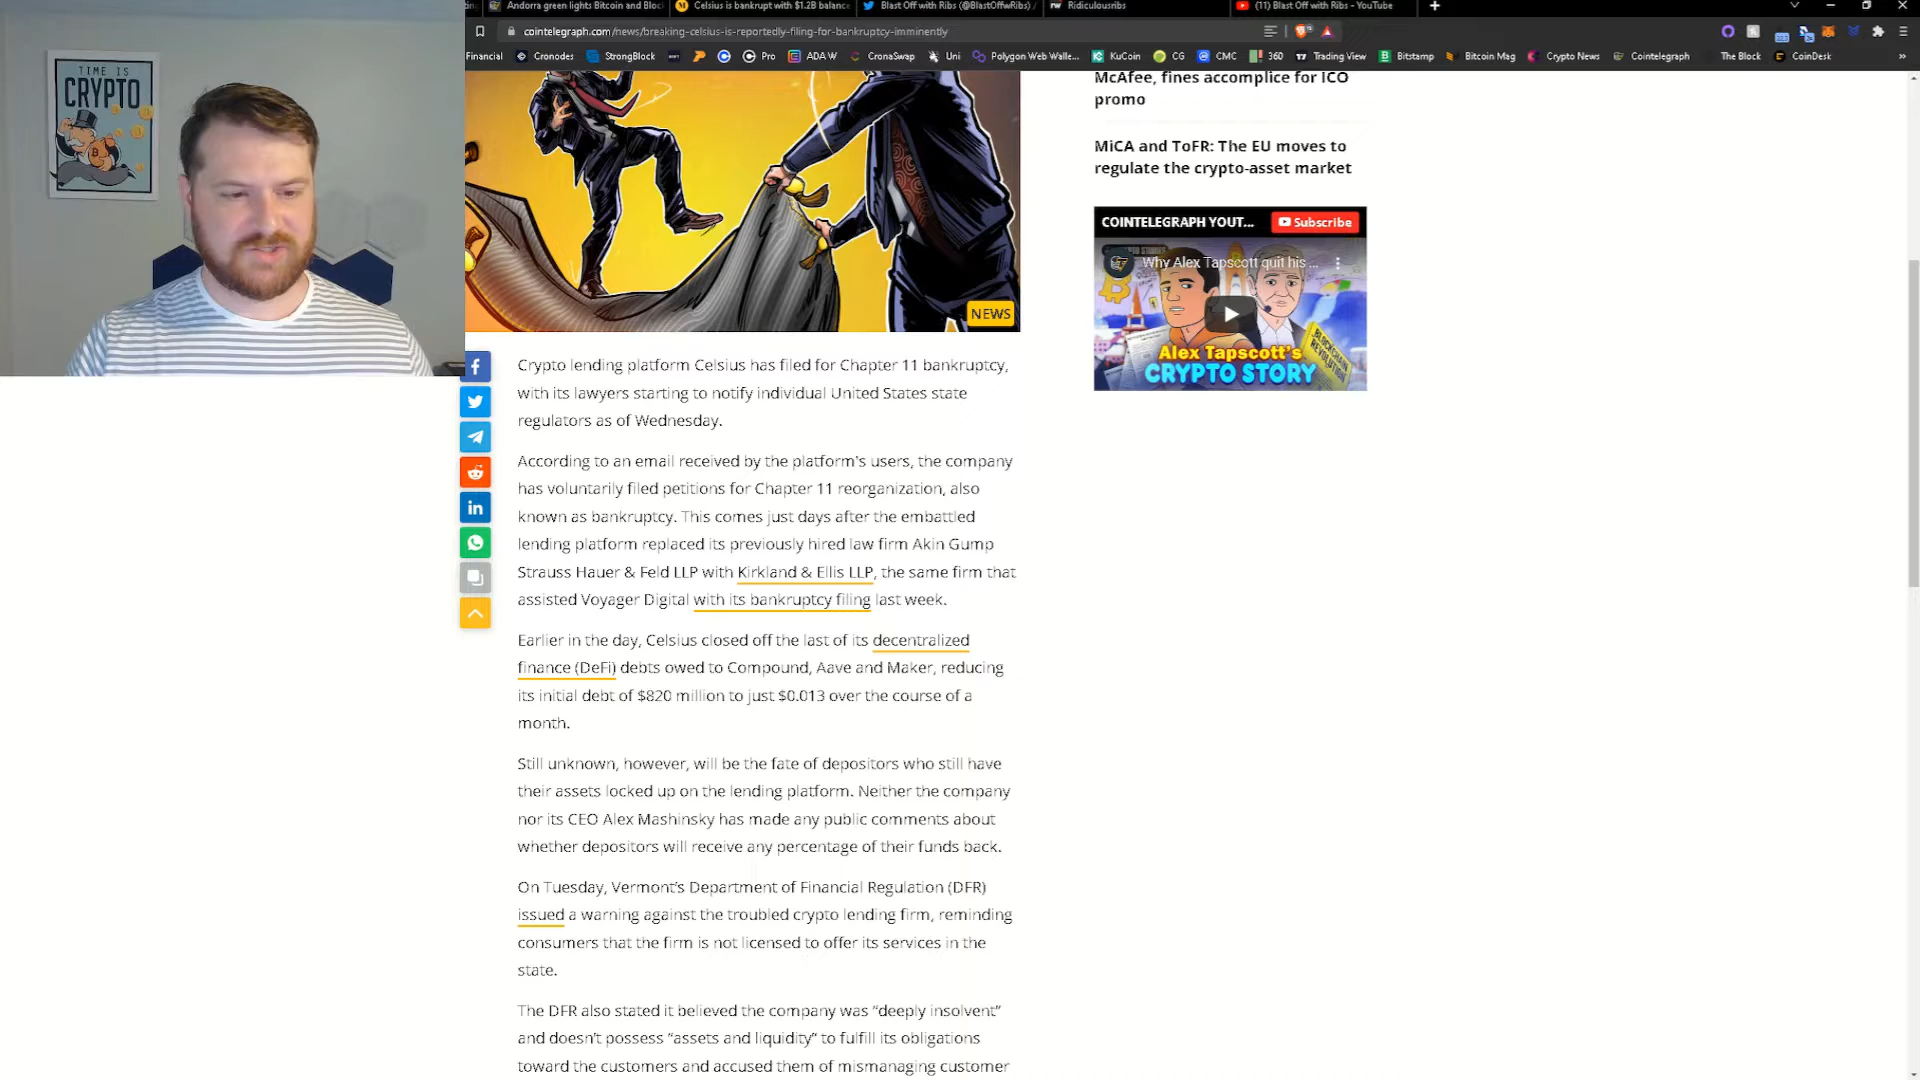 Andorra green lights Bitcoin and Bloc
Celsius is bankrupt with $1.2B balance
Blast Off with Ribs (@BlastOffwRibs) /
Ridiculousribs
(11) Blast Off with Ribs - YouTube
cointelegraph.com/news/breaking-celsius-is-reportedly-filing-for-bankruptcy-imminently
Financial
Cronodes
StrongBlock
Pro
ADA W
CronaSwap
Uni
Polygon Web Walle...
KuCoin
CG
CMC
360
Trading View
Bitstamp
Bitcoin Mag
Crypto News
Cointelegraph
The Block
CoinDesk
TIME IS
CRYPTO
NEWS
McAfee, fines accomplice for ICO
promo
MiCA and ToFR: The EU moves to
regulate the crypto-asset market
COINTELEGRAPH YOUT...
Subscribe
Why Alex Tapscott quit his ...
BLOCKCHAIN
REVOLUTION
ALEX TAPSCOTT'S
CRYPTO STORY
Crypto lending platform Celsius has filed for Chapter 11 bankruptcy,
with its lawyers starting to notify individual United States state
regulators as of Wednesday.
According to an email received by the platform's users, the company
has voluntarily filed petitions for Chapter 11 reorganization, also
known as bankruptcy. This comes just days after the embattled
lending platform replaced its previously hired law firm Akin Gump
Strauss Hauer & Feld LLP with Kirkland & Ellis LLP, the same firm that
assisted Voyager Digital with its bankruptcy filing last week.
Earlier in the day, Celsius closed off the last of its decentralized
finance (DeFi) debts owed to Compound, Aave and Maker, reducing
its initial debt of $820 million to just $0.013 over the course of a
month.
Still unknown, however, will be the fate of depositors who still have
their assets locked up on the lending platform. Neither the company
nor its CEO Alex Mashinsky has made any public comments about
whether depositors will receive any percentage of their funds back.
On Tuesday, Vermont's Department of Financial Regulation (DFR)
issued a warning against the troubled crypto lending firm, reminding
consumers that the firm is not licensed to offer its services in the
state.
The DFR also stated it believed the company was “deeply insolvent”
and doesn't possess “assets and liquidity” to fulfill its obligations
toward the customers and accused them of mismanaging customer